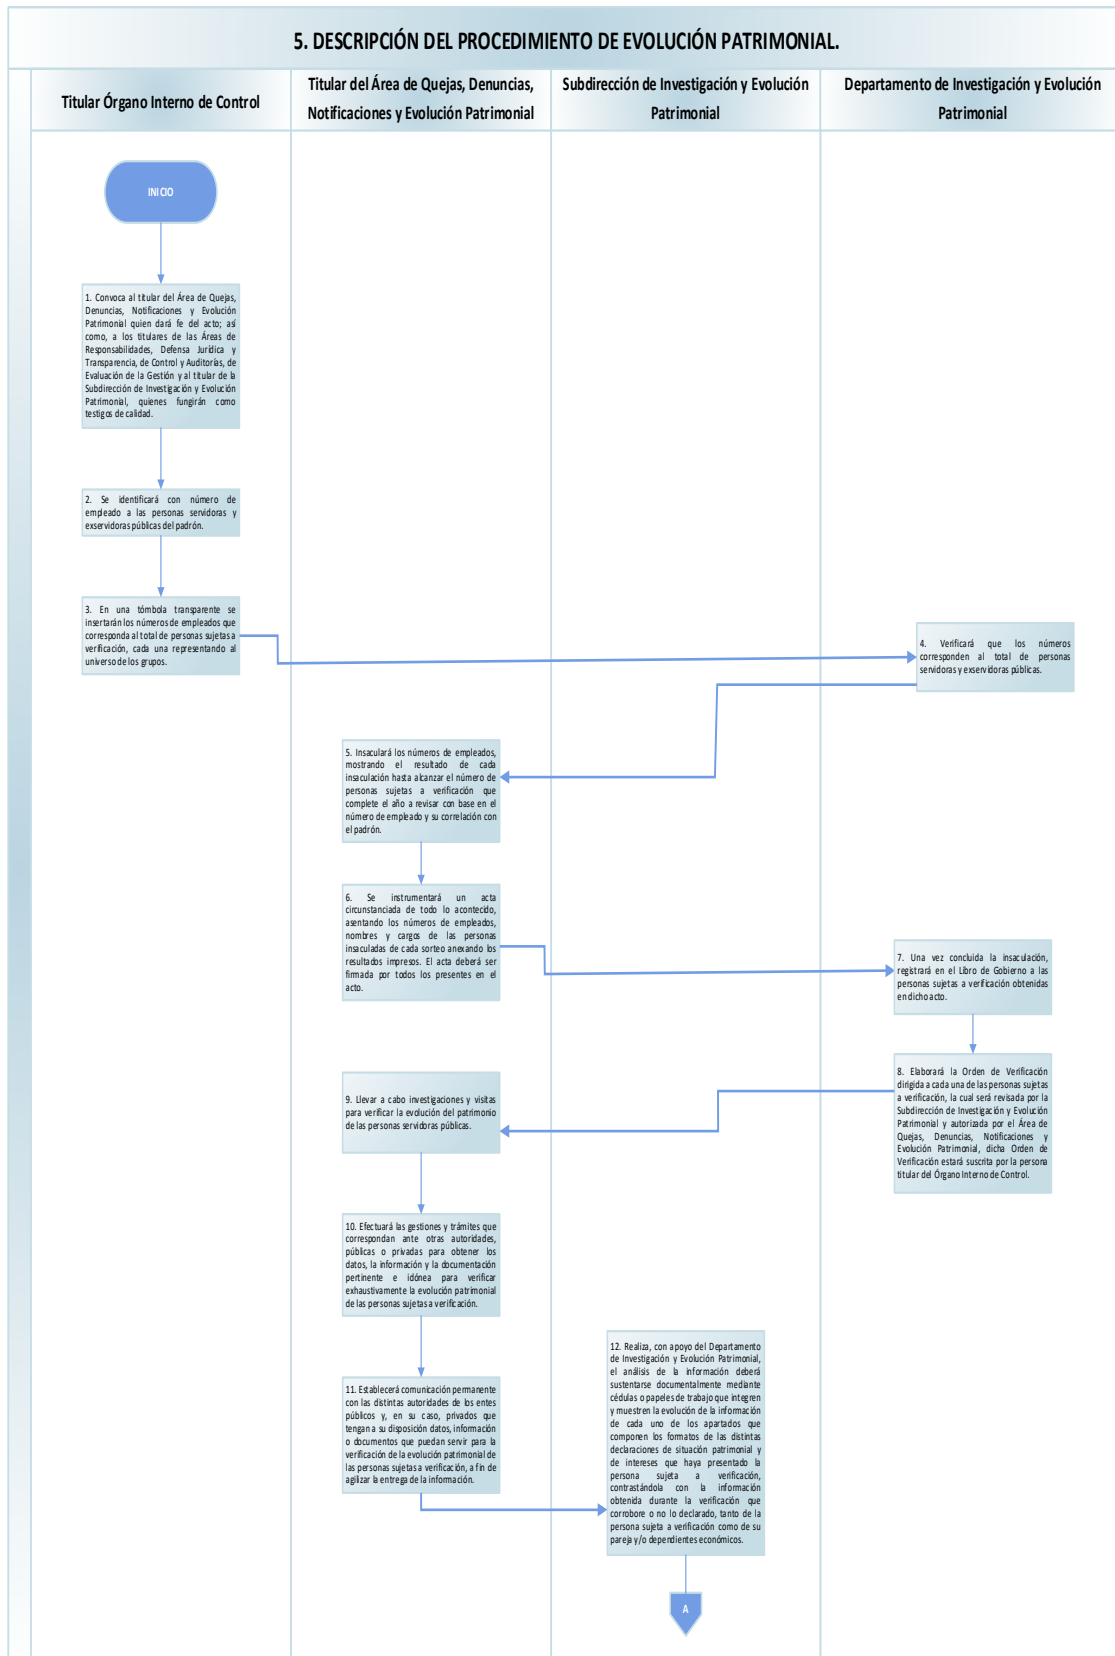 5. DESCRIPCIÓN DEL PROCEDIMIENTO DE EVOLUCIÓN PATRIMONIAL.
Titular Órgano Interno de Control
Titular del Área de Quejas, Denuncias,
Notificaciones y Evolución Patrimonial
Subdirección de Investigación y Evolución
Patrimonial
Departamento de Investigación y Evolución
Patrimonial
INICIO
1. Convoca al titular del Área de Quejas,
Denuncias, Notificaciones y Evolución
Patrimonial quien dará fe del acto; así
como, a los titulares de las Áreas de
Responsabilidades, Defensa Jurídica y
Transparencia, de Control y Auditorías, de
Evaluación de la Gestión y al titular de la
Subdirección de Investigación y Evolución
Patrimonial, quienes fungirán como
testigos de calidad.
2. Se identificará con número de
empleado a las personas servidoras y
exservidoras públicas del padrón.
3. En una tómbola transparente se
insertarán los números de empleados que
corresponda al total de personas sujetas a
verificación, cada una representando al
universo de los grupos.
4. Verificará que los números
corresponden al total de personas
servidoras y exservidoras públicas.
5. Insaculará los números de empleados,
mostrando el resultado de cada
insaculación hasta alcanzar el número de
personas sujetas a verificación que
complete el año a revisar con base en el
número de empleado y su correlación con
el padrón.
6. Se instrumentará un acta
circunstanciada de todo lo acontecido,
asentando los números de empleados,
nombres y cargos de las personas
insaculadas de cada sorteo anexando los
resultados impresos. El acta deberá ser
firmada por todos los presentes en el
acto.
7. Una vez concluida la insaculación,
registrará en el Libro de Gobierno a las
personas sujetas a verificación obtenidas
en dicho acto.
8. Elaborará la Orden de Verificación
dirigida a cada una de las personas sujetas
a verificación, la cual será revisada por la
Subdirección de Investigación y Evolución
Patrimonial y autorizada por el Área de
Quejas, Denuncias, Notificaciones y
Evolución Patrimonial, dicha Orden de
Verificación estará suscrita por la persona
titular del Órgano Interno de Control.
9. Llevar a cabo investigaciones y visitas
para verificar la evolución del patrimonio
de las personas servidoras públicas.
10. Efectuará las gestiones y trámites que
correspondan ante otras autoridades,
públicas o privadas para obtener los
datos, la información y la documentación
pertinente e idónea para verificar
exhaustivamente la evolución patrimonial
de las personas sujetas a verificación.
11. Establecerá comunicación permanente
con las distintas autoridades de los entes
públicos y, en su caso, privados que
tengan a su disposición datos, información
o documentos que puedan servir para la
verificación de la evolución patrimonial de
las personas sujetas a verificación, a fin de
agilizar la entrega de la información.
12. Realiza, con apoyo del Departamento
de Investigación y Evolución Patrimonial,
el análisis de la información deberá
sustentarse documentalmente mediante
cédulas o papeles de trabajo que integren
y muestren la evolución de la información
de cada uno de los apartados que
componen los formatos de las distintas
declaraciones de situación patrimonial y
de intereses que haya presentado la
persona sujeta a verificación,
contrastándola con la información
obtenida durante la verificación que
corrobore o no lo declarado, tanto de la
persona sujeta a verificación como de su
pareja y/o dependientes económicos.
A